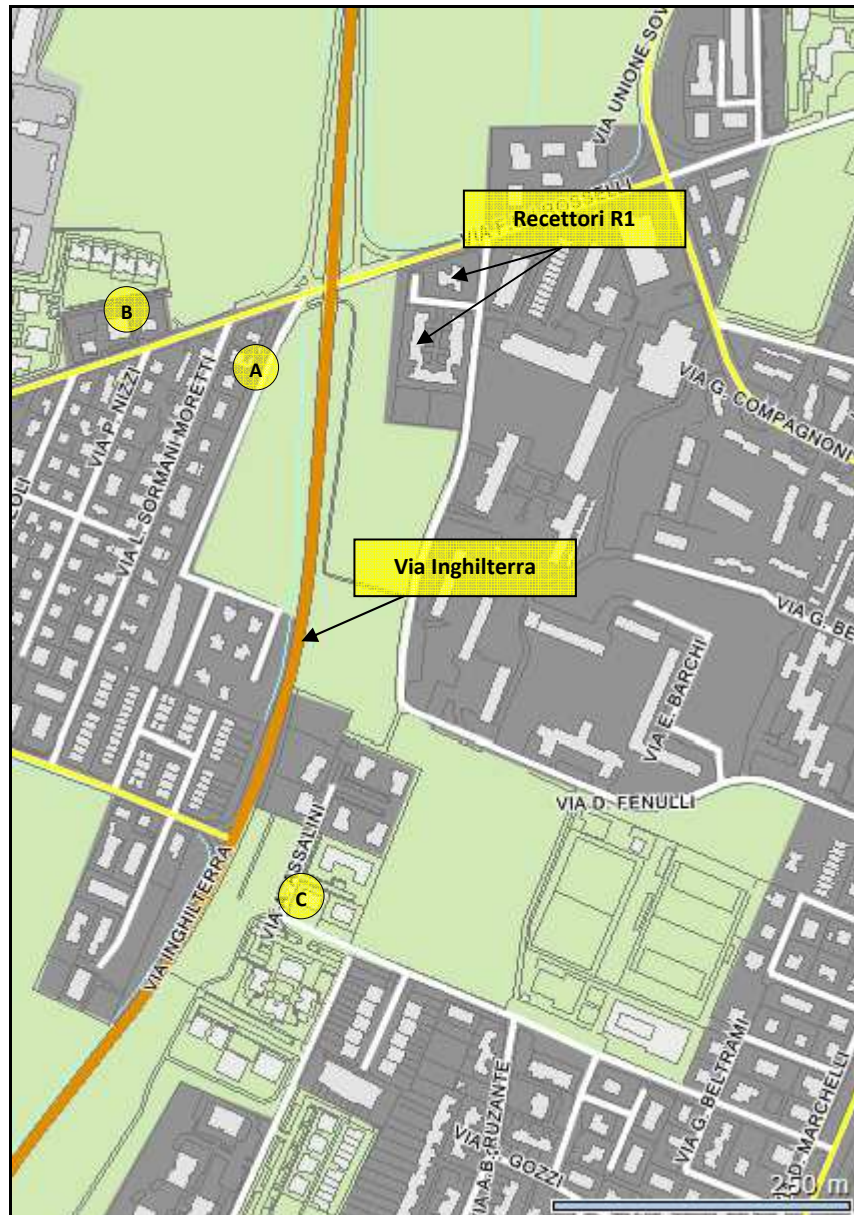 VIA UNIONE SOV
Recettori R1
B
A
VIA P. NIZZI
VIA L. SORMANI MORETTI
VIA G. COMPAGNONI
Via Inghilterra
VIA G. BE
VIA E. BARCHI
VIA D. FENULLI
C
VIA INGHILTERRA
VIA G. BELTRAMI
VIA A.B. RUZANTE
GOZZI
MARCHELLI
250 m